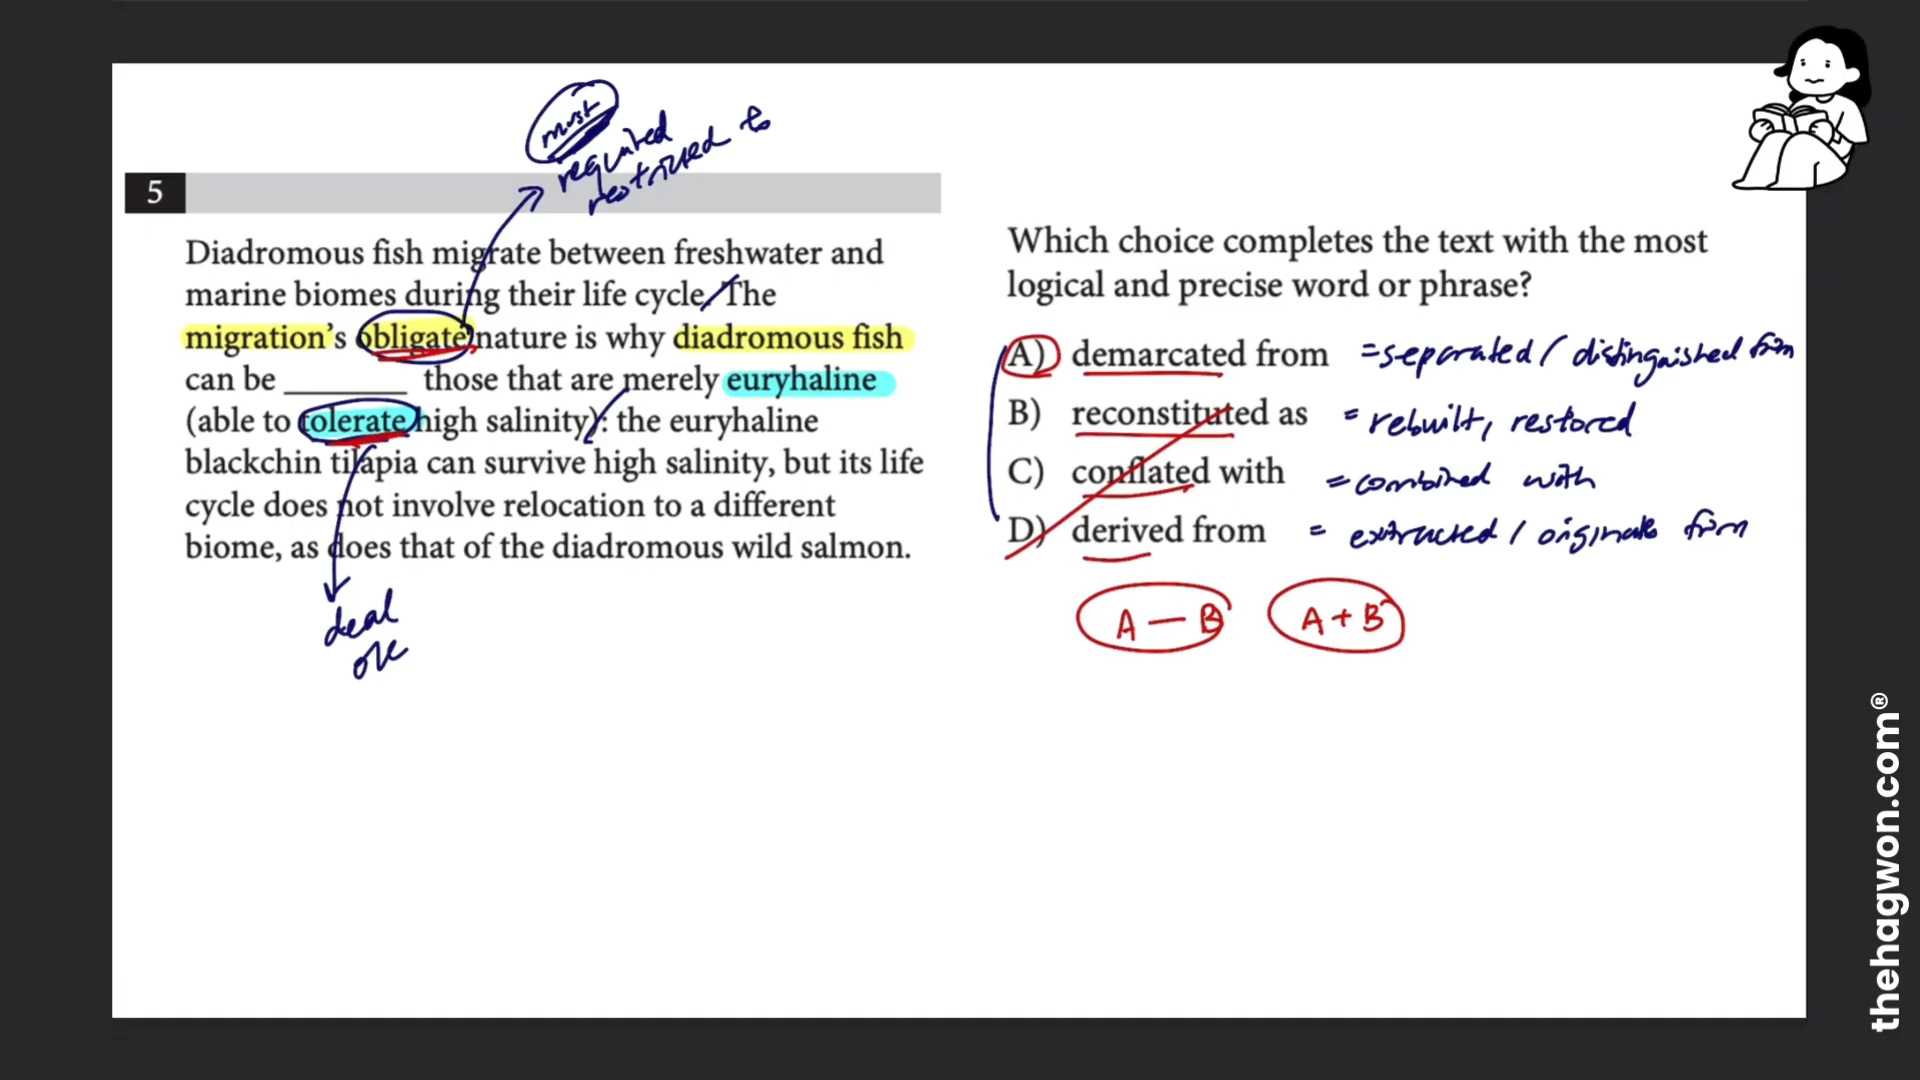 must
required
restricted to
5
Diadromous fish migrate between freshwater and
marine biomes during their life cycle. The
migration's obligate nature is why diadromous fish
can be ________ those that are merely euryhaline
(able to tolerate high salinity): the euryhaline
blackchin tilapia can survive high salinity, but its life
cycle does not involve relocation to a different
biome, as does that of the diadromous wild salmon.
deal
ok
Which choice completes the text with the most
logical and precise word or phrase?
A) demarcated from = separated / distinguished from
B) reconstituted as = rebuilt, restored
C) conflated with = combined with
D) derived from = extracted / originate from
A — B A + B
thehagwon.com®